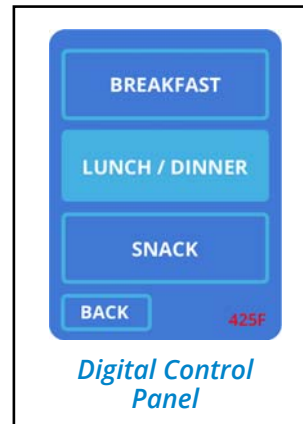 BREAKFAST
LUNCH / DINNER
SNACK
BACK
425F
Digital Control
Panel